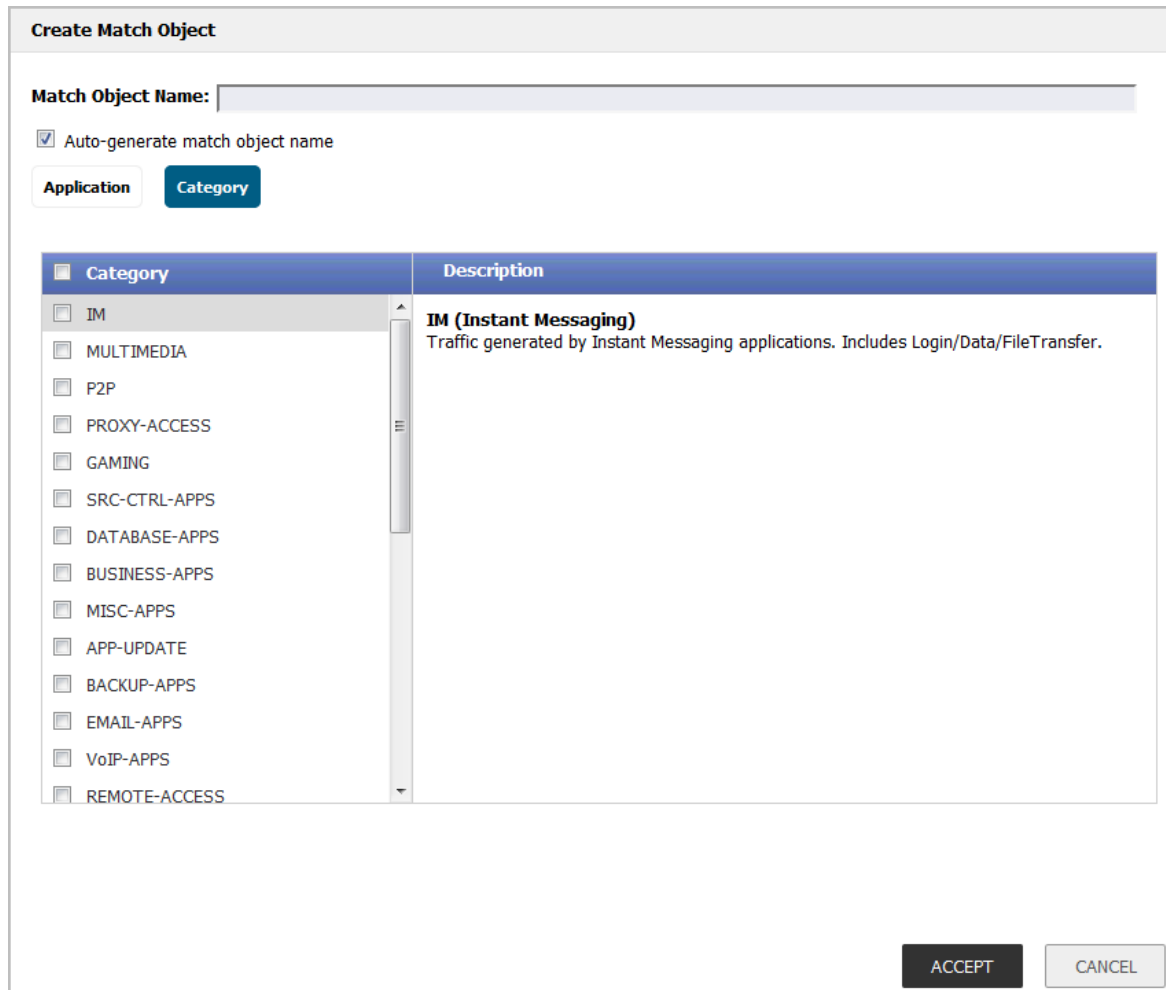 Create Match Object
Match Object Name:
Auto-generate match object name
Application
Category
Category
Description
IM
MULTIMEDIA
P2P
PROXY-ACCESS
GAMING
SRC-CTRL-APPS
DATABASE-APPS
BUSINESS-APPS
MISC-APPS
APP-UPDATE
BACKUP-APPS
EMAIL-APPS
VoIP-APPS
REMOTE-ACCESS
IM (Instant Messaging)
Traffic generated by Instant Messaging applications. Includes Login/Data/FileTransfer.
ACCEPT
CANCEL